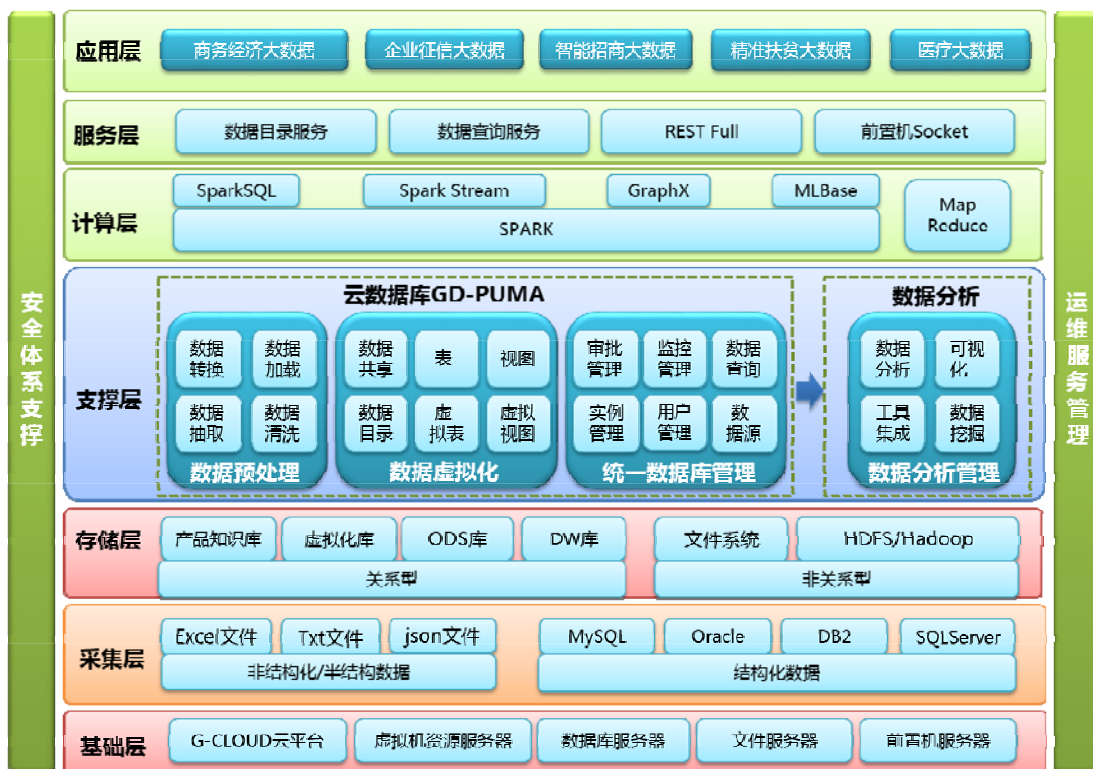 安全体系支撑
应用层
商务经济大数据
企业征信大数据
智能招商大数据
精准扶贫大数据
医疗大数据
服务层
数据目录服务
数据查询服务
REST Full
前置机Socket
计算层
SparkSQL
Spark Stream
GraphX
MLBase
SPARK
Map
Reduce
支撑层
云数据库GD-PUMA
数据
转换
数据
加载
数据
抽取
数据
清洗
数据预处理
数据
共享
表
视图
数据
目录
虚
拟表
虚拟
视图
数据虚拟化
审批
管理
监控
管理
数据
查询
实例
管理
用户
管理
数
据源
统一数据库管理
数据分析
数据
分析
可视
化
工具
集成
数据
挖掘
数据分析管理
存储层
产品知识库
虚拟化库
ODS库
DW库
关系型
文件系统
HDFS/Hadoop
非关系型
采集层
Excel文件
Txt文件
json文件
非结构化/半结构数据
MySQL
Oracle
DB2
SQLServer
结构化数据
基础层
G-CLOUD云平台
虚拟机资源服务器
数据库服务器
文件服务器
前置机服务器
运维服务管理